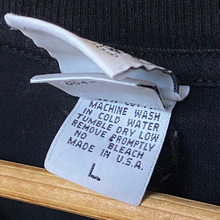 MACHINE WASH
IN COLD WATER
TUMBLE DRY LOW
REMOVE PROMPTLY
NO BLEACH
MADE IN U.S.A.
L